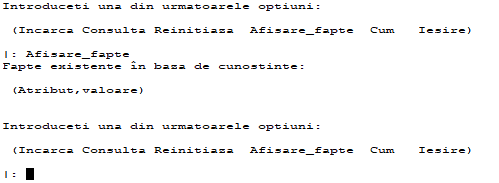 Introduceti una din urmatoarele optiuni:
(Incarca Consulta Reinitiaza Afisare_fapte Cum Iesire)
|: Afisare_fapte
Fapte existente în baza de cunostinte:
(Atribut,valoare)
Introduceti una din urmatoarele optiuni:
(Incarca Consulta Reinitiaza Afisare_fapte Cum Iesire)
|: